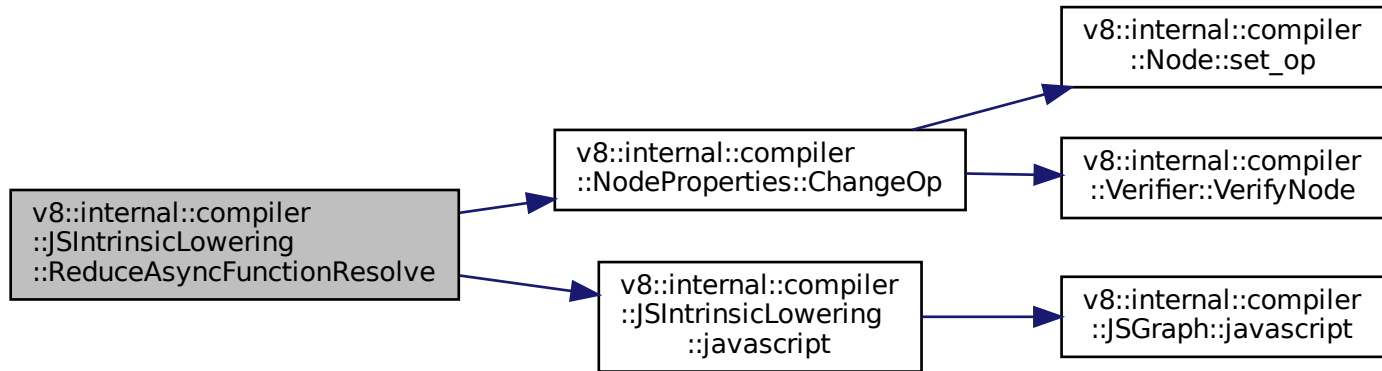 v8::internal::compiler
::JSIntrinsicLowering
::ReduceAsyncFunctionResolve
v8::internal::compiler
::NodeProperties::ChangeOp
v8::internal::compiler
::Node::set_op
v8::internal::compiler
::Verifier::VerifyNode
v8::internal::compiler
::JSIntrinsicLowering
::javascript
v8::internal::compiler
::JSGraph::javascript